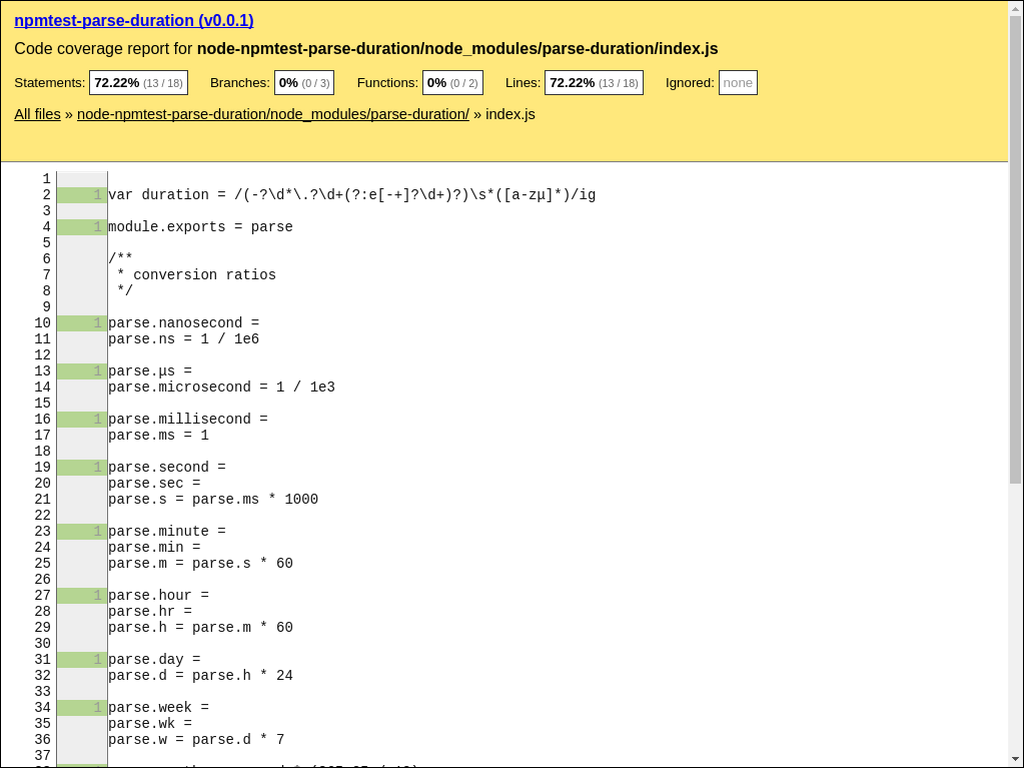 npmtest-parse-duration (v0.0.1)
Code coverage report for node-npmtest-parse-duration/node_modules/parse-duration/index.js
Statements: 72.22% (13 / 18) Branches: 0% (0 / 3) Functions: 0% (0 / 2) Lines: 72.22% (13 / 18) Ignored: none
All files » node-npmtest-parse-duration/node_modules/parse-duration/ » index.js
1
2 1 var duration = /(-?\d*\.?\d+(?:e[-+]?\d+)?)\s*([a-zμ]*)/ig
3
4 1 module.exports = parse
5
6 /**
7 * conversion ratios
8 */
9
10 1 parse.nanosecond =
11 parse.ns = 1 / 1e6
12
13 1 parse.μs =
14 parse.microsecond = 1 / 1e3
15
16 1 parse.millisecond =
17 parse.ms = 1
18
19 1 parse.second =
20 parse.sec =
21 parse.s = parse.ms * 1000
22
23 1 parse.minute =
24 parse.min =
25 parse.m = parse.s * 60
26
27 1 parse.hour =
28 parse.hr =
29 parse.h = parse.m * 60
30
31 1 parse.day =
32 parse.d = parse.h * 24
33
34 1 parse.week =
35 parse.wk =
36 parse.w = parse.d * 7
37